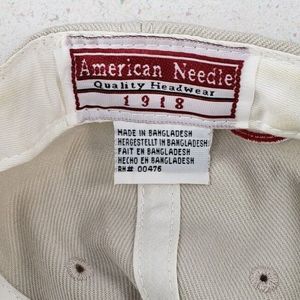 American Needle
Quality Headwear
1918
MADE IN BANGLADESH
HERGESTELLT IN BANGLADESH
FAIT EN BANGLADESH
HECHO EN BANGLADESH
RN# 00476